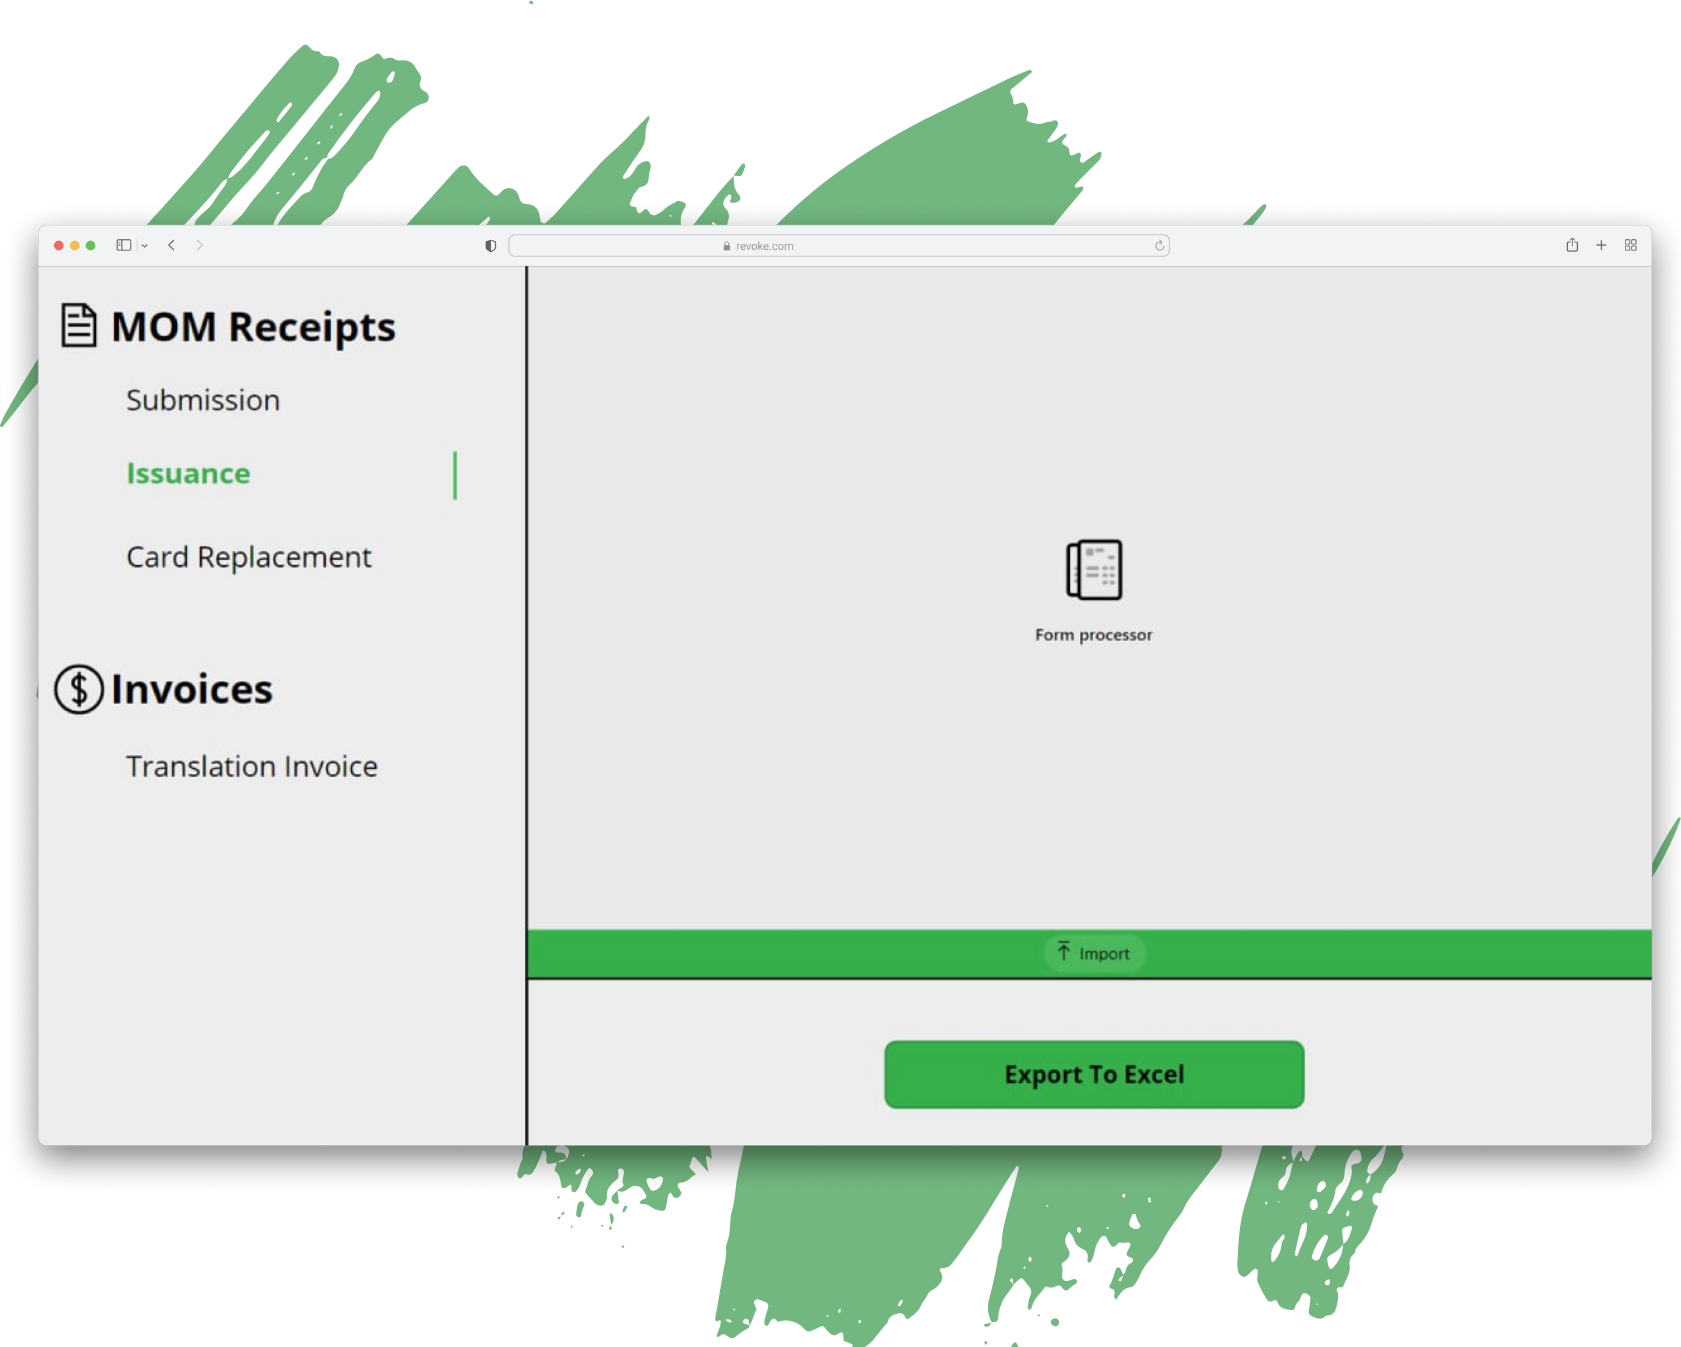 revoke.com
MOM Receipts
Submission
Issuance
Card Replacement
Invoices
Translation Invoice
Form processor
Import
Export To Excel